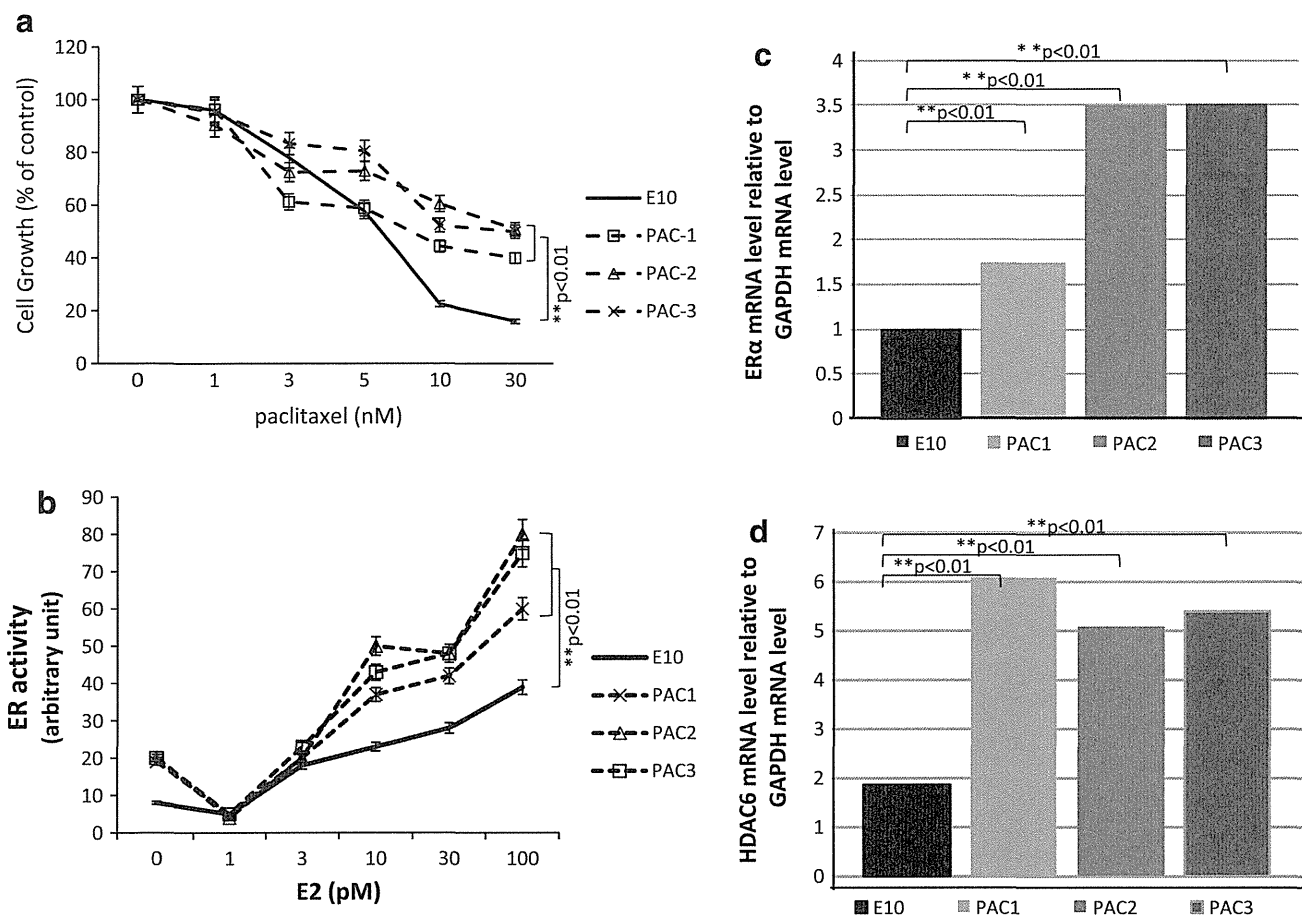 a
120
100
80
60
40
20
0
Cell Growth (% of control)
0 1 3 5 10 30
paclitaxel (nM)
**p<0.01
E10
PAC-1
PAC-2
PAC-3
b
90
80
70
60
50
40
30
20
10
0
ER activity
(arbitrary unit)
0 1 3 10 30 100
E2 (pM)
**p<0.01
E10
PAC1
PAC2
PAC3
c
4
3.5
3
2.5
2
1.5
1
0.5
0
ERα mRNA level relative to
GAPDH mRNA level
**p<0.01
**p<0.01
**p<0.01
E10 PAC1 PAC2 PAC3
d
7
6
5
4
3
2
1
0
HDAC6 mRNA level relative to
GAPDH mRNA level
**p<0.01
**p<0.01
**p<0.01
E10 PAC1 PAC2 PAC3